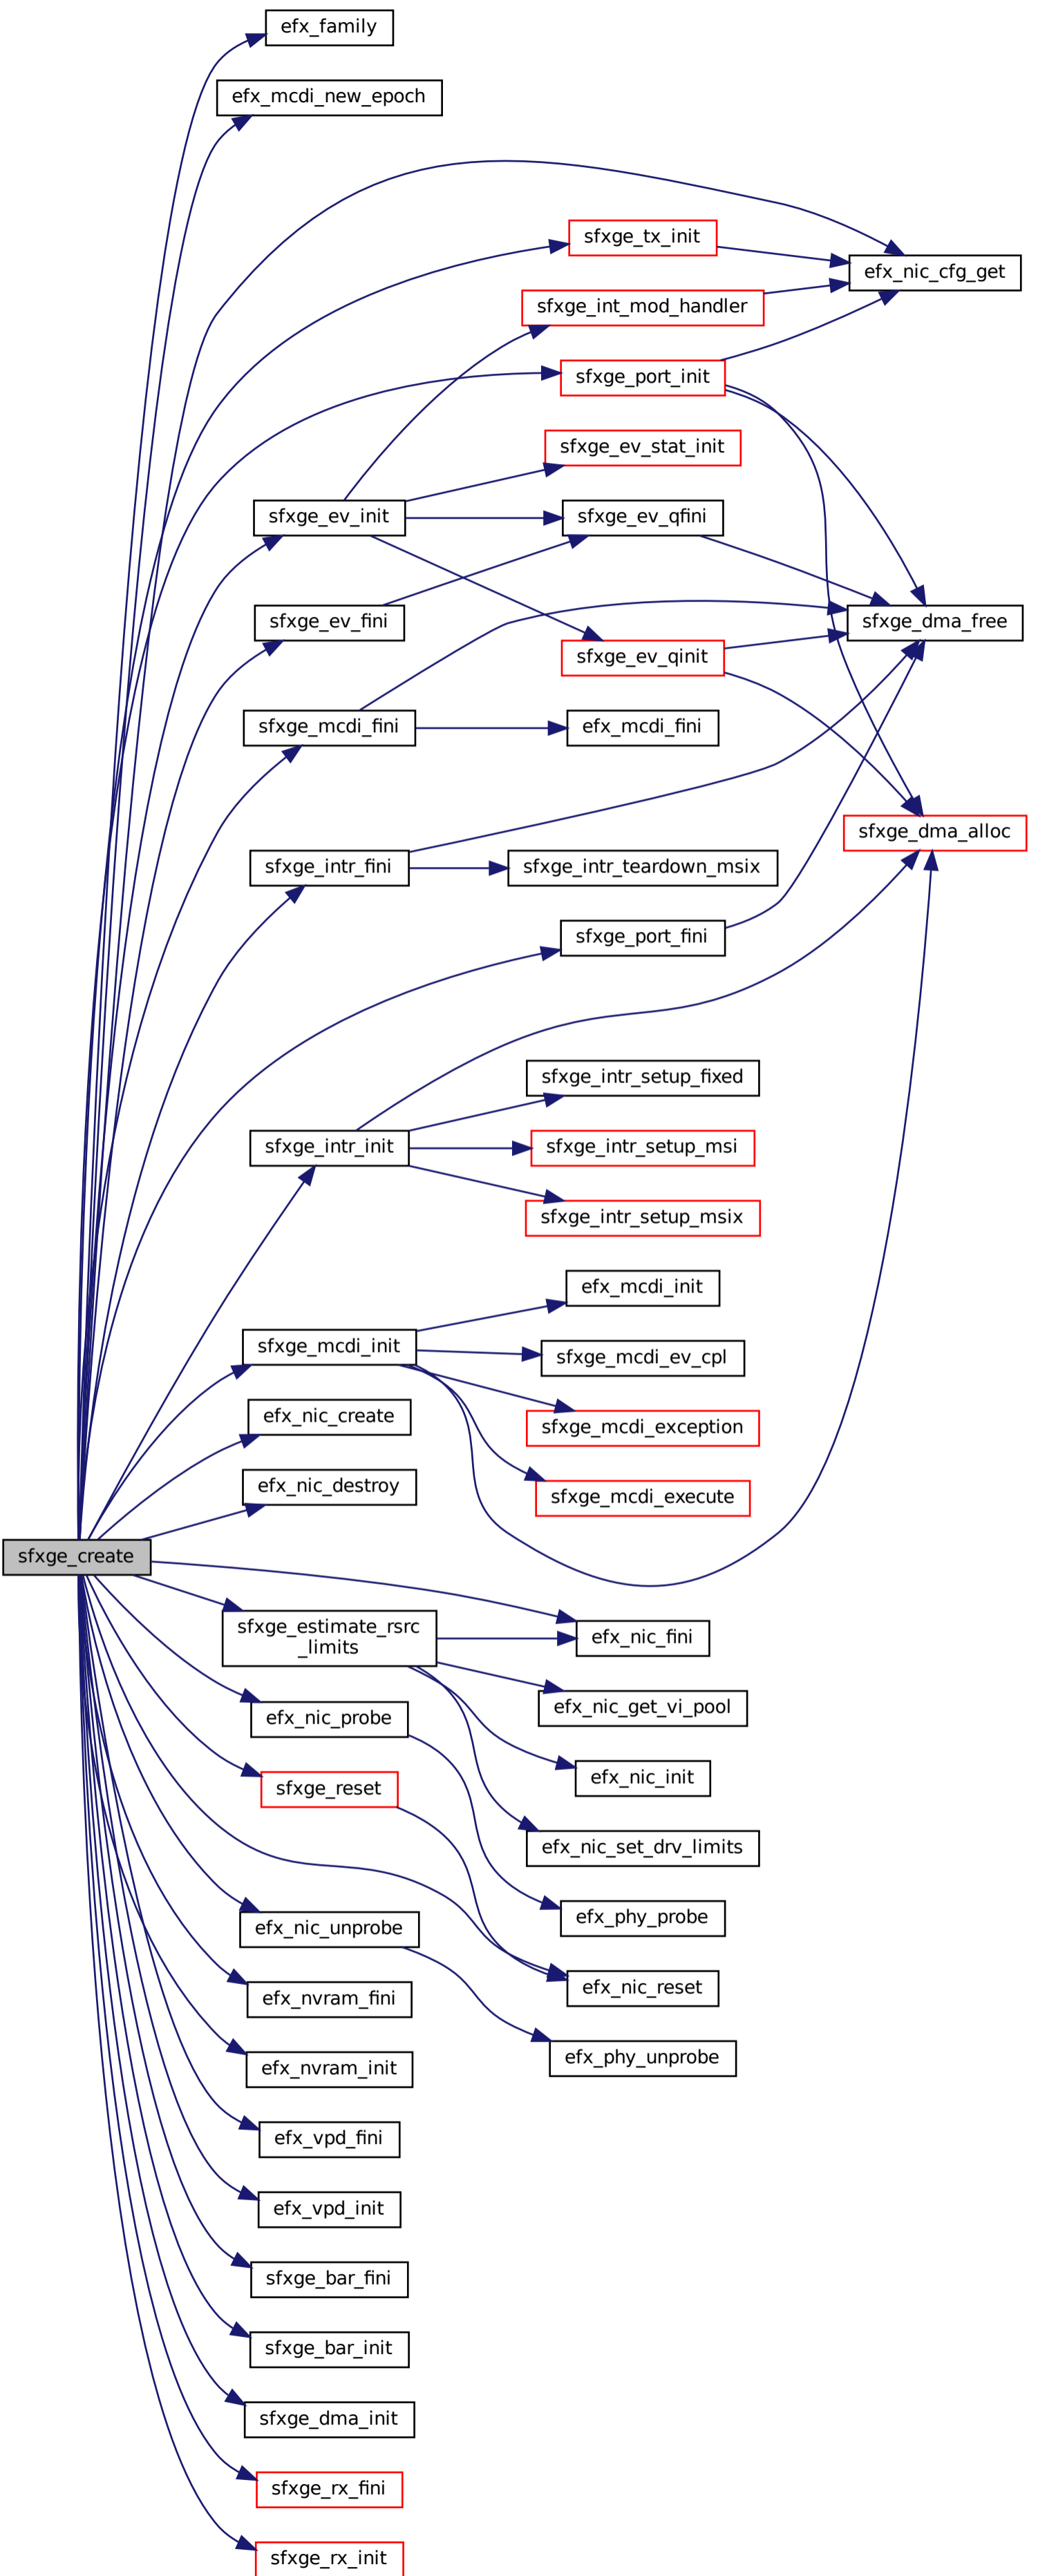 efx_family
efx_mcdi_new_epoch
sfxge_tx_init
efx_nic_cfg_get
sfxge_int_mod_handler
sfxge_port_init
sfxge_ev_stat_init
sfxge_ev_init
sfxge_ev_qfini
sfxge_ev_fini
sfxge_dma_free
sfxge_ev_qinit
sfxge_mcdi_fini
efx_mcdi_fini
sfxge_dma_alloc
sfxge_intr_fini
sfxge_intr_teardown_msix
sfxge_port_fini
sfxge_intr_setup_fixed
sfxge_intr_init
sfxge_intr_setup_msi
sfxge_intr_setup_msix
efx_mcdi_init
sfxge_mcdi_init
sfxge_mcdi_ev_cpl
efx_nic_create
sfxge_mcdi_exception
efx_nic_destroy
sfxge_mcdi_execute
sfxge_create
sfxge_estimate_rsrc
_limits
efx_nic_fini
efx_nic_get_vi_pool
efx_nic_probe
efx_nic_init
sfxge_reset
efx_nic_set_drv_limits
efx_phy_probe
efx_nic_unprobe
efx_nic_reset
efx_nvram_fini
efx_phy_unprobe
efx_nvram_init
efx_vpd_fini
efx_vpd_init
sfxge_bar_fini
sfxge_bar_init
sfxge_dma_init
sfxge_rx_fini
sfxge_rx_init